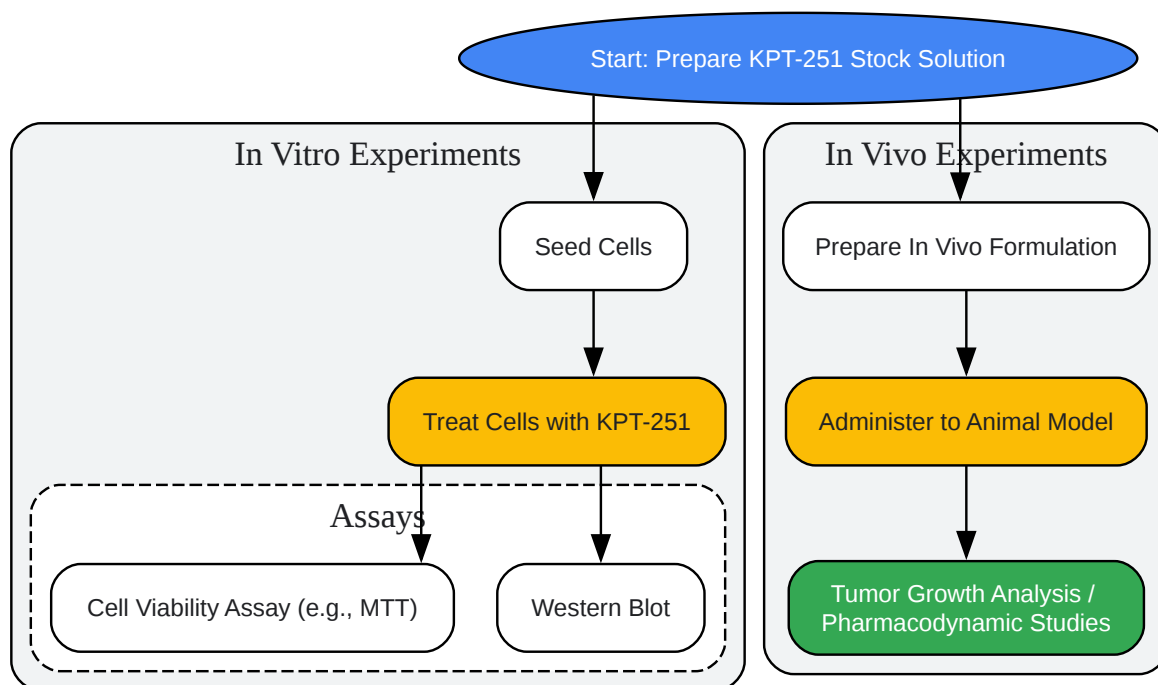 Start: Prepare KPT-251 Stock Solution
In Vitro Experiments
In Vivo Experiments
Seed Cells
Prepare In Vivo Formulation
Treat Cells with KPT-251
Administer to Animal Model
Assays
Cell Viability Assay (e.g., MTT)
Western Blot
Tumor Growth Analysis /
Pharmacodynamic Studies